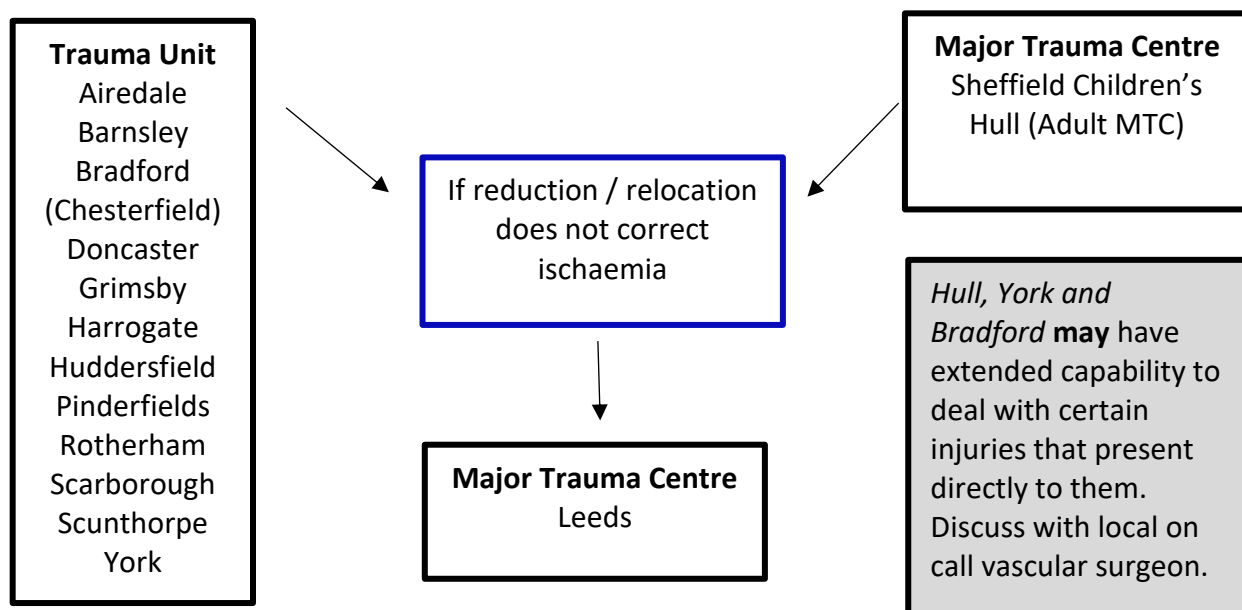 Trauma Unit
Airedale
Barnsley
Bradford
(Chesterfield)
Doncaster
Grimsby
Harrogate
Huddersfield
Pinderfields
Rotherham
Scarborough
Scunthorpe
York
If reduction / relocation
does not correct
ischaemia
Major Trauma Centre
Leeds
Major Trauma Centre
Sheffield Children’s
Hull (Adult MTC)
Hull, York and
Bradford may have
extended capability to
deal with certain
injuries that present
directly to them.
Discuss with local on
call vascular surgeon.